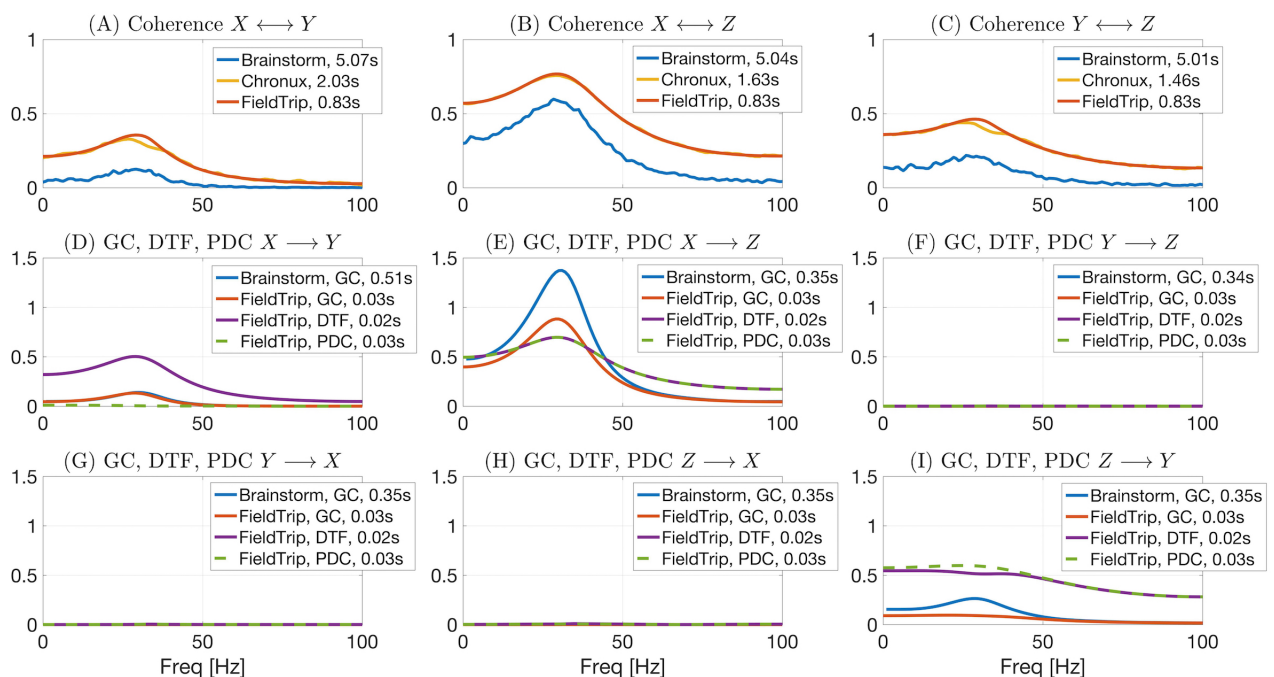 (A) Coherence X ⟷ Y
1
0.5
0
0
50
100
Brainstorm, 5.07s
Chronux, 2.03s
FieldTrip, 0.83s
(B) Coherence X ⟷ Z
1
0.5
0
0
50
100
Brainstorm, 5.04s
Chronux, 1.63s
FieldTrip, 0.83s
(C) Coherence Y ⟷ Z
1
0.5
0
0
50
100
Brainstorm, 5.01s
Chronux, 1.46s
FieldTrip, 0.83s
(D) GC, DTF, PDC X ⟶ Y
1.5
1
0.5
0
0
50
100
Brainstorm, GC, 0.51s
FieldTrip, GC, 0.03s
FieldTrip, DTF, 0.02s
FieldTrip, PDC, 0.03s
(E) GC, DTF, PDC X ⟶ Z
1.5
1
0.5
0
0
50
100
Brainstorm, GC, 0.35s
FieldTrip, GC, 0.03s
FieldTrip, DTF, 0.02s
FieldTrip, PDC, 0.03s
(F) GC, DTF, PDC Y ⟶ Z
1.5
1
0.5
0
0
50
100
Brainstorm, GC, 0.34s
FieldTrip, GC, 0.03s
FieldTrip, DTF, 0.02s
FieldTrip, PDC, 0.03s
(G) GC, DTF, PDC Y ⟶ X
1.5
1
0.5
0
0
50
100
Freq [Hz]
Brainstorm, GC, 0.35s
FieldTrip, GC, 0.03s
FieldTrip, DTF, 0.02s
FieldTrip, PDC, 0.03s
(H) GC, DTF, PDC Z ⟶ X
1.5
1
0.5
0
0
50
100
Freq [Hz]
Brainstorm, GC, 0.35s
FieldTrip, GC, 0.03s
FieldTrip, DTF, 0.02s
FieldTrip, PDC, 0.03s
(I) GC, DTF, PDC Z ⟶ Y
1.5
1
0.5
0
0
50
100
Freq [Hz]
Brainstorm, GC, 0.35s
FieldTrip, GC, 0.03s
FieldTrip, DTF, 0.02s
FieldTrip, PDC, 0.03s